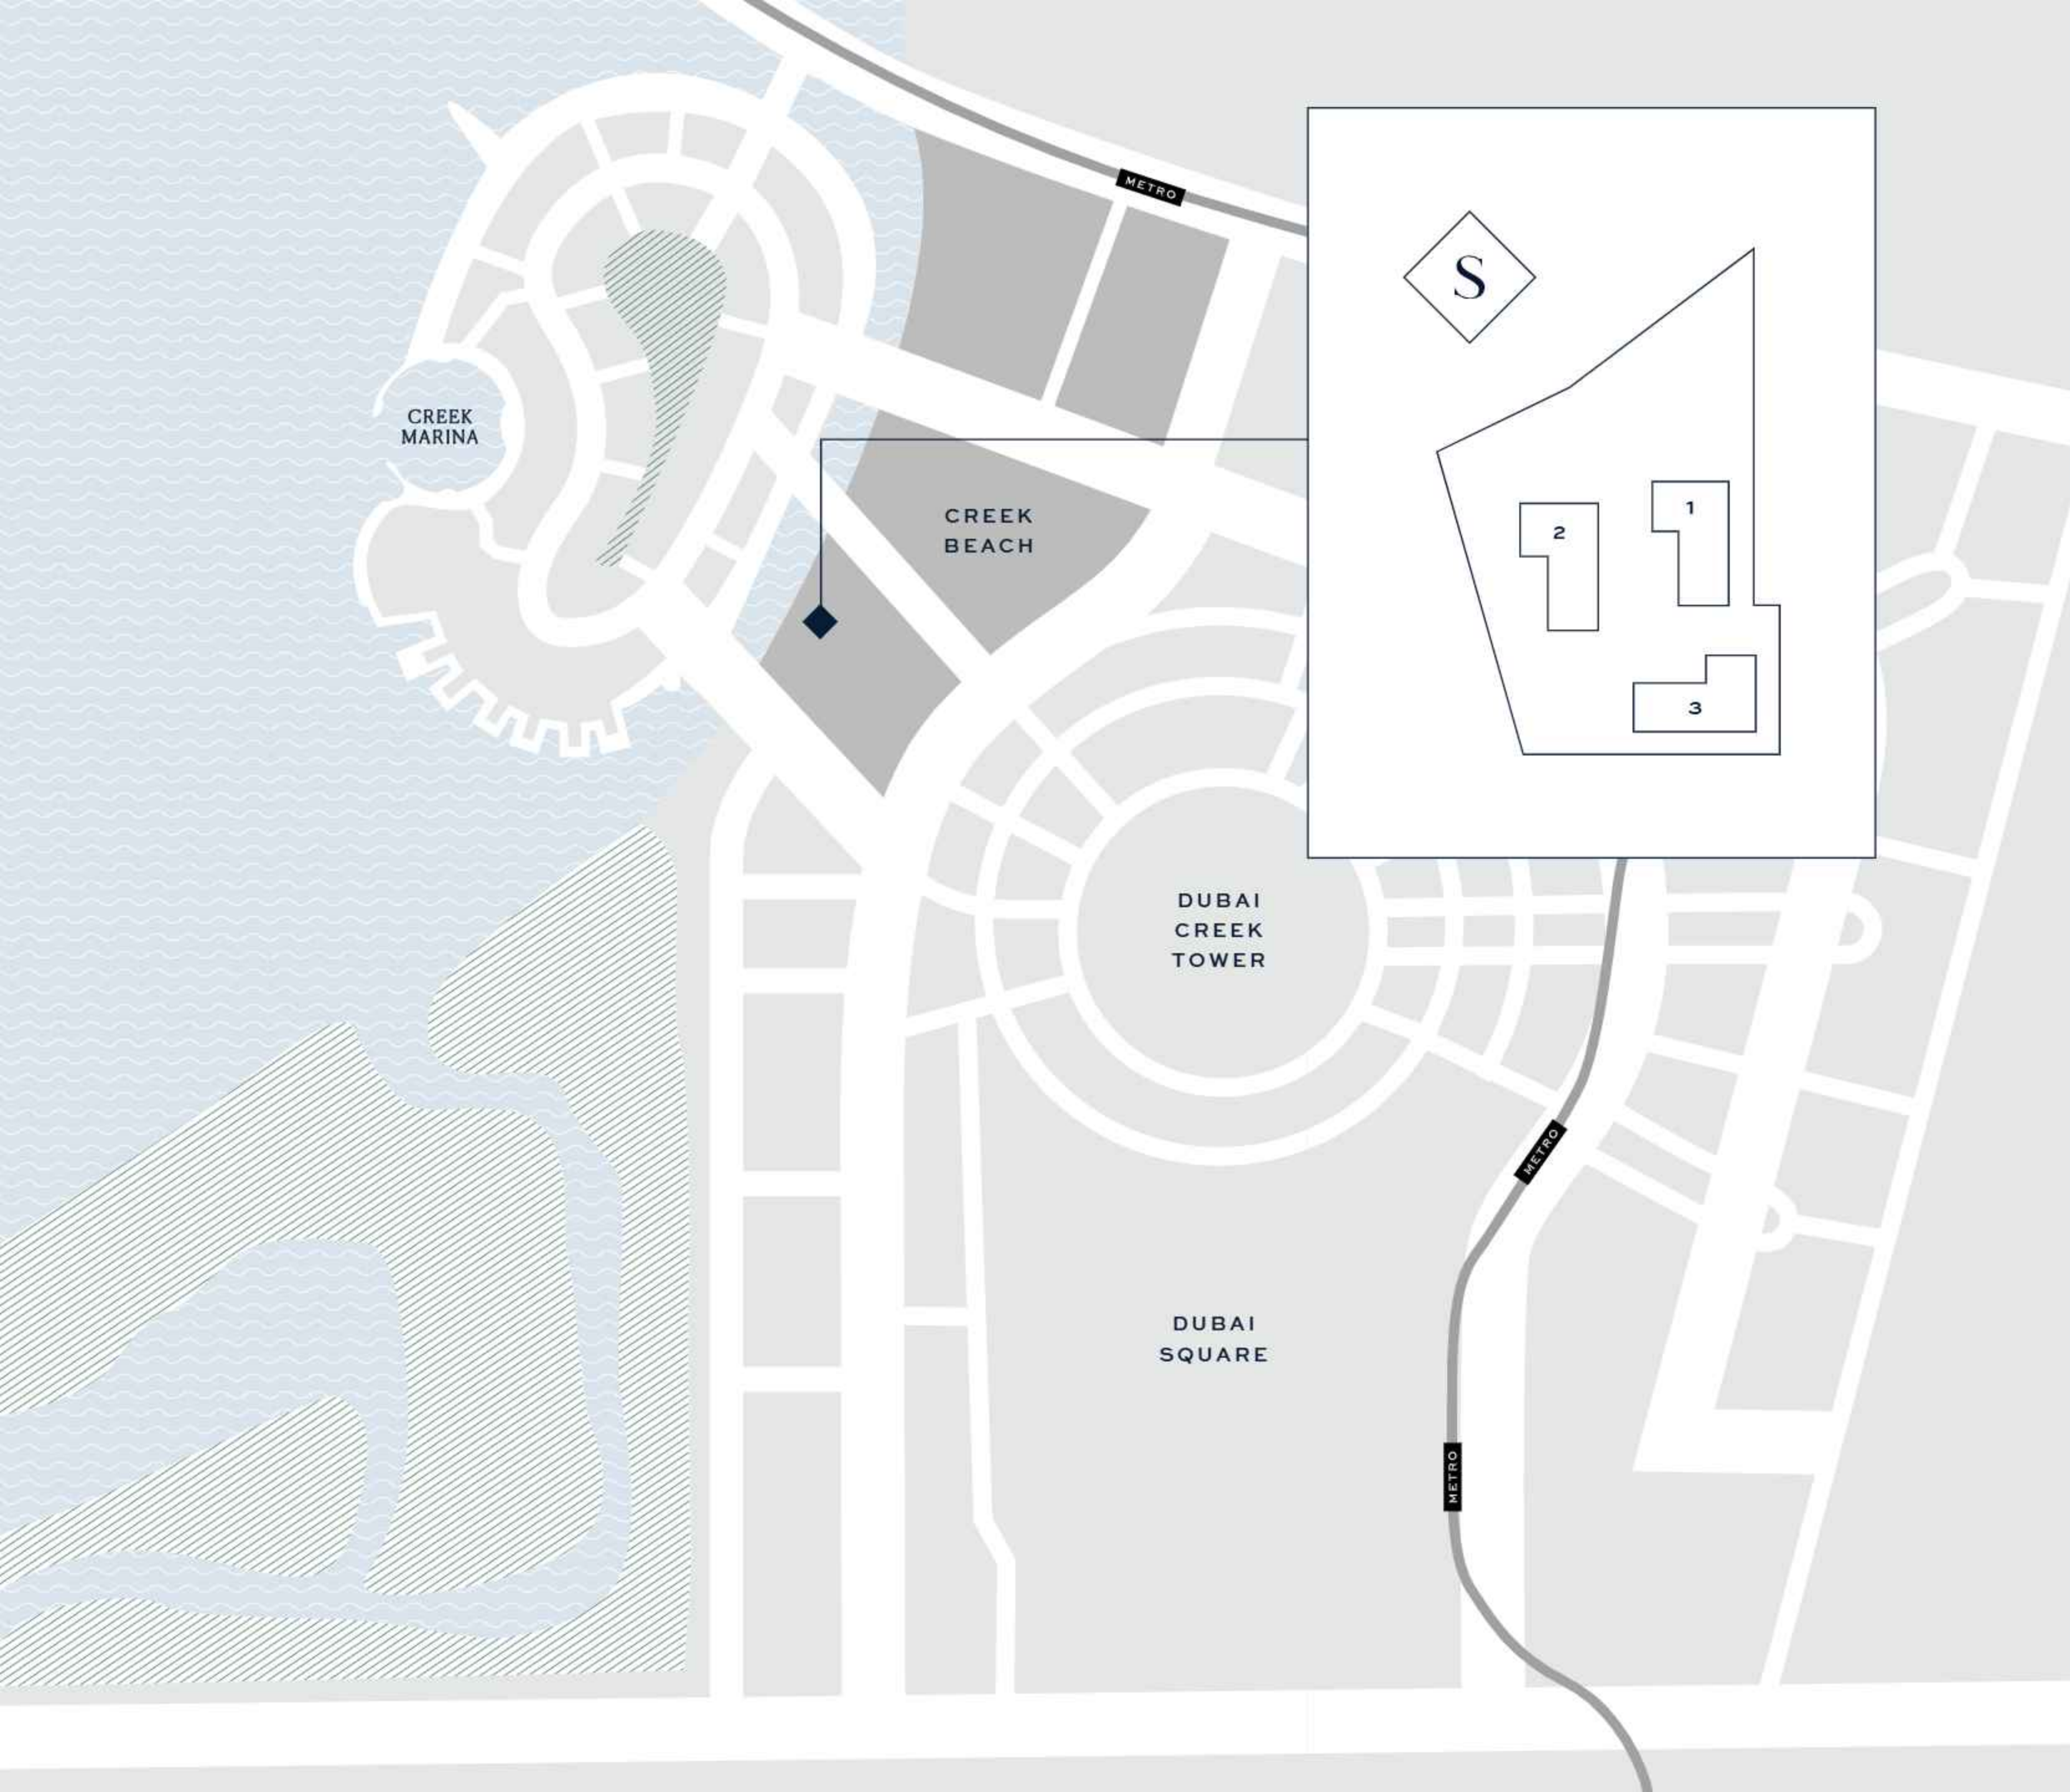 METRO
S
CREEK
MARINA
1
2
CREEK
BEACH
3
DUBAI
CREEK
TOWER
METRO
DUBAI
SQUARE
METRO